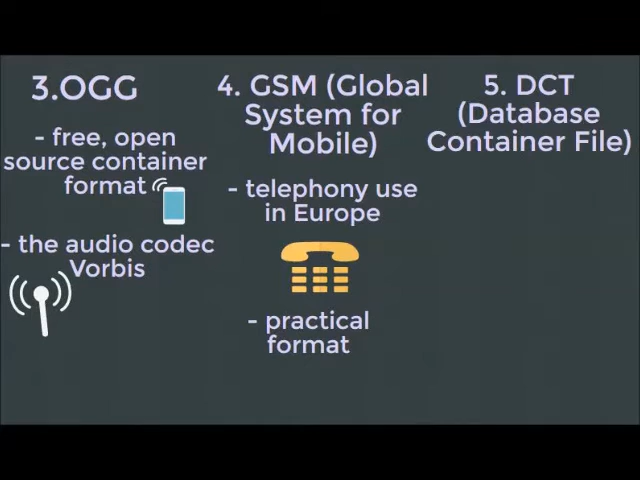 3.OGG
- free, open
source container
format
- the audio codec
Vorbis
4. GSM (Global
System for
Mobile)
- telephony use
in Europe
- practical
format
5. DCT
(Database
Container File)